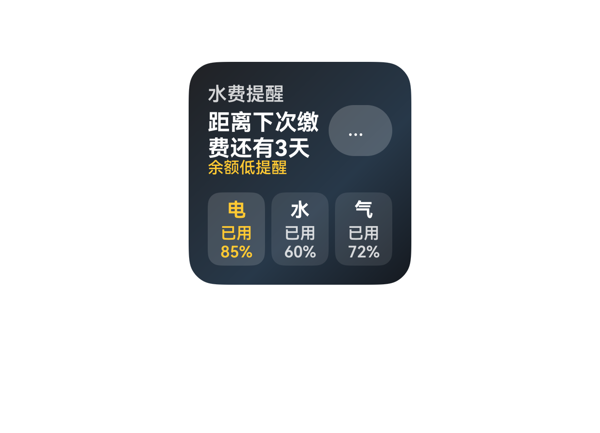 水费提醒
距离下次缴
费还有3天
...
余额低提醒
电
已用
85%
水
已用
60%
气
已用
72%